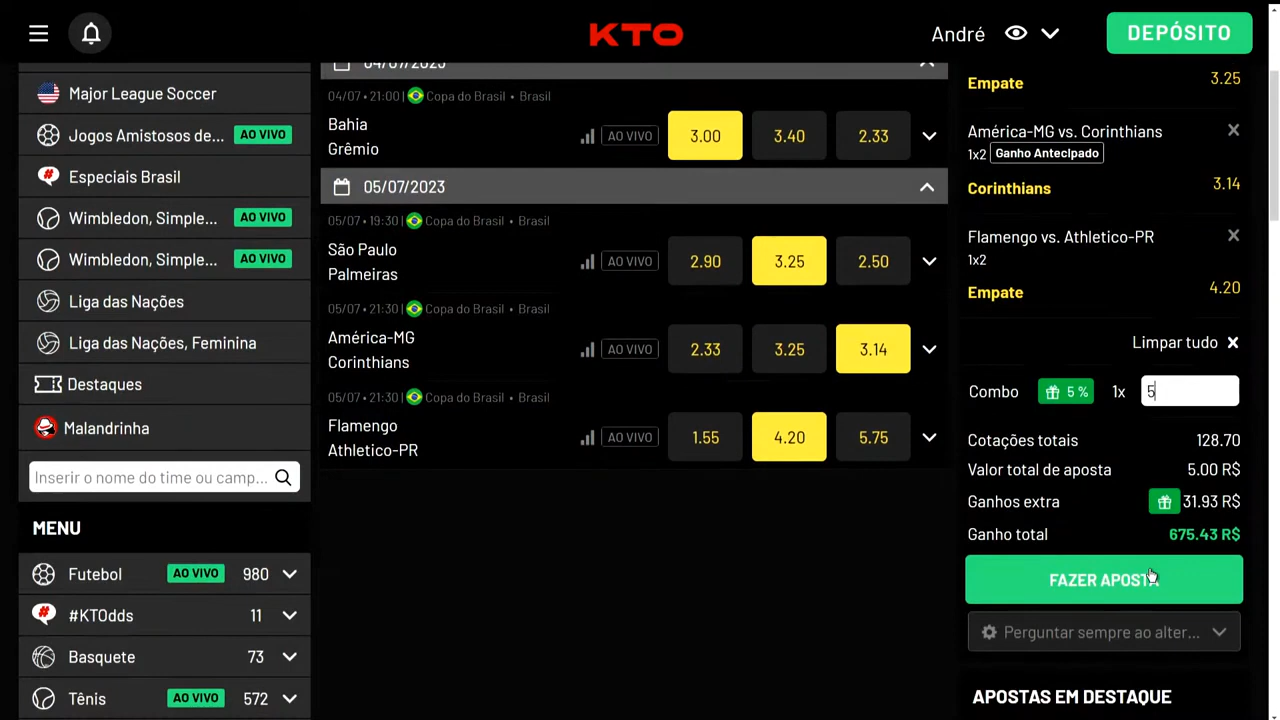 KTO
André
DEPÓSITO
Major League Soccer
Jogos Amistosos de... AO VIVO
Especiais Brasil
Wimbledon, Simple... AO VIVO
Wimbledon, Simple... AO VIVO
Liga das Nações
Liga das Nações, Feminina
Destaques
Malandrinha
Inserir o nome do time ou camp...
MENU
Futebol AO VIVO 980
#KTOdds 11
Basquete 73
Tênis AO VIVO 572
04/07/2023
04/07 • 21:00 | Copa do Brasil • Brasil
Bahia
Grêmio
AO VIVO 3.00 3.40 2.33
05/07/2023
05/07 • 19:30 | Copa do Brasil • Brasil
São Paulo
Palmeiras
AO VIVO 2.90 3.25 2.50
05/07 • 21:30 | Copa do Brasil • Brasil
América-MG
Corinthians
AO VIVO 2.33 3.25 3.14
05/07 • 21:30 | Copa do Brasil • Brasil
Flamengo
Athletico-PR
AO VIVO 1.55 4.20 5.75
Empate 3.25
América-MG vs. Corinthians
1x2 Ganho Antecipado
Corinthians 3.14
Flamengo vs. Athletico-PR
1x2
Empate 4.20
Limpar tudo
Combo 5 % 1x 5
Cotações totais 128.70
Valor total de aposta 5.00 R$
Ganhos extra 31.93 R$
Ganho total 675.43 R$
FAZER APOSTA
Perguntar sempre ao alter...
APOSTAS EM DESTAQUE